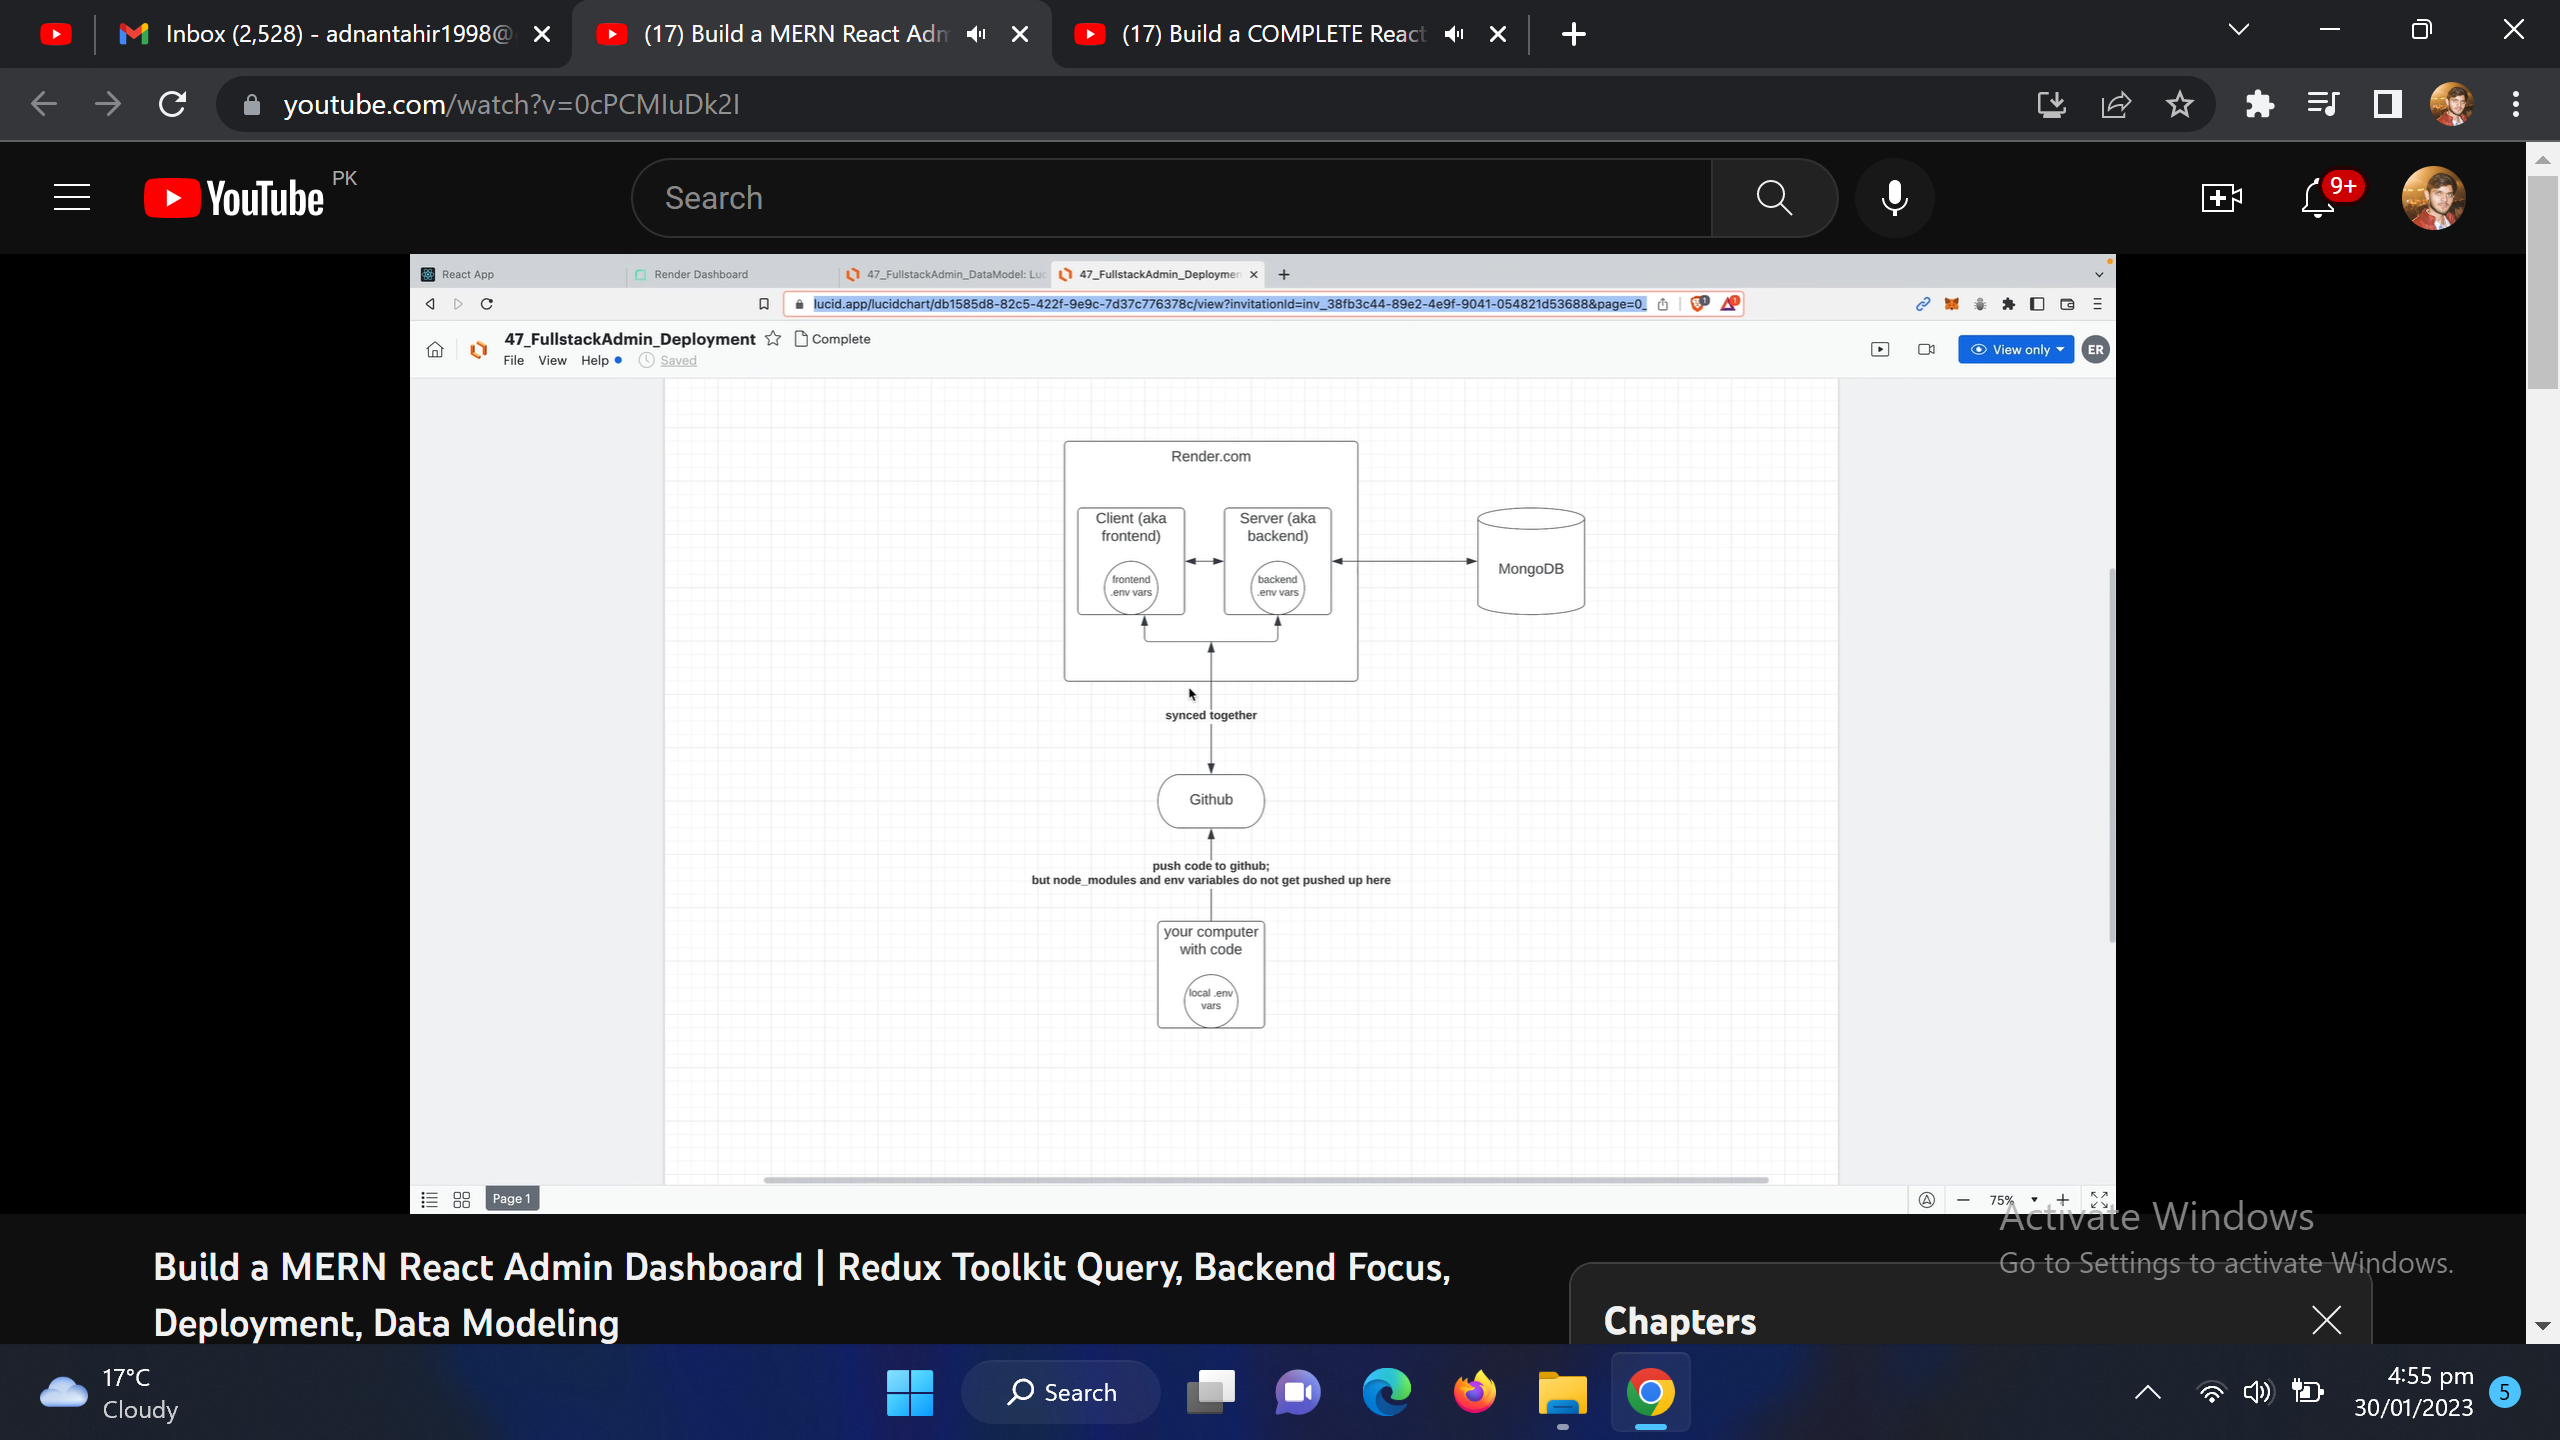 Inbox (2,528) - adnantahir1998@
(17) Build a MERN React Adm
(17) Build a COMPLETE React
youtube.com/watch?v=0cPCMIuDk2I
YouTube PK
Search
9+
React App
Render Dashboard
47_FullstackAdmin_DataModel: Luc
47_FullstackAdmin_Deploymen
lucid.app/lucidchart/db1585d8-82c5-422f-9e9c-7d37c776378c/view?invitationId=inv_38fb3c44-89e2-4e9f-9041-054821d53688&page=0_
47_FullstackAdmin_Deployment
Complete
File View Help Saved
View only
ER
Render.com
Client (aka
frontend)
Server (aka
backend)
frontend
.env vars
backend
.env vars
MongoDB
synced together
Github
push code to github;
but node_modules and env variables do not get pushed up here
your computer
with code
local .env
vars
Page 1
75%
Activate Windows
Go to Settings to activate Windows.
Build a MERN React Admin Dashboard | Redux Toolkit Query, Backend Focus,
Deployment, Data Modeling
Chapters
17°C
Cloudy
Search
4:55 pm
30/01/2023
5